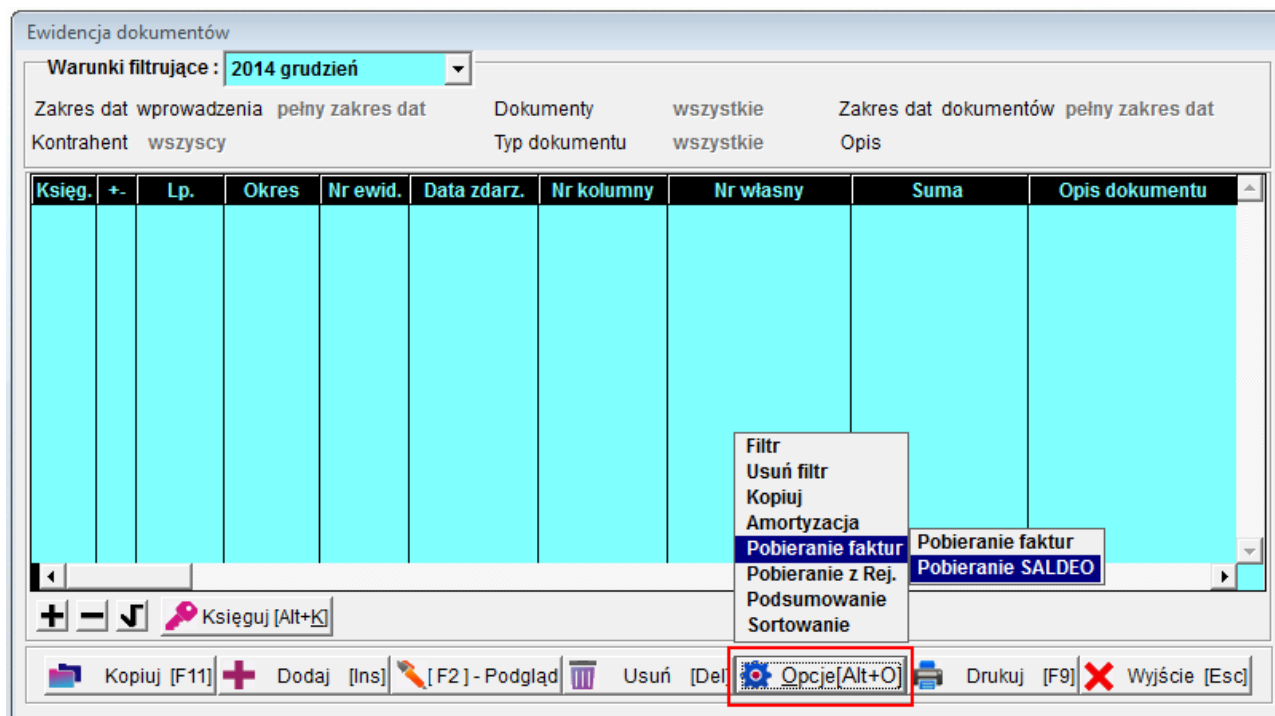 Ewidencja dokumentów
Warunki filtrujące : 2014 grudzień
Zakres dat wprowadzenia pełny zakres dat Dokumenty wszystkie Zakres dat dokumentów pełny zakres dat
Kontrahent wszyscy Typ dokumentu wszystkie Opis
Księg. +- Lp. Okres Nr ewid. Data zdarz. Nr kolumny Nr własny Suma Opis dokumentu
Filtr
Usuń filtr
Kopiuj
Amortyzacja
Pobieranie faktur Pobieranie faktur
Pobieranie z Rej. Pobieranie SALDEO
Podsumowanie
Sortowanie
Księguj [Alt+K]
Kopiuj [F11] Dodaj [Ins] [ F2 ] - Podgląd Usuń [Del] Opcje[Alt+O] Drukuj [F9] Wyjście [Esc]